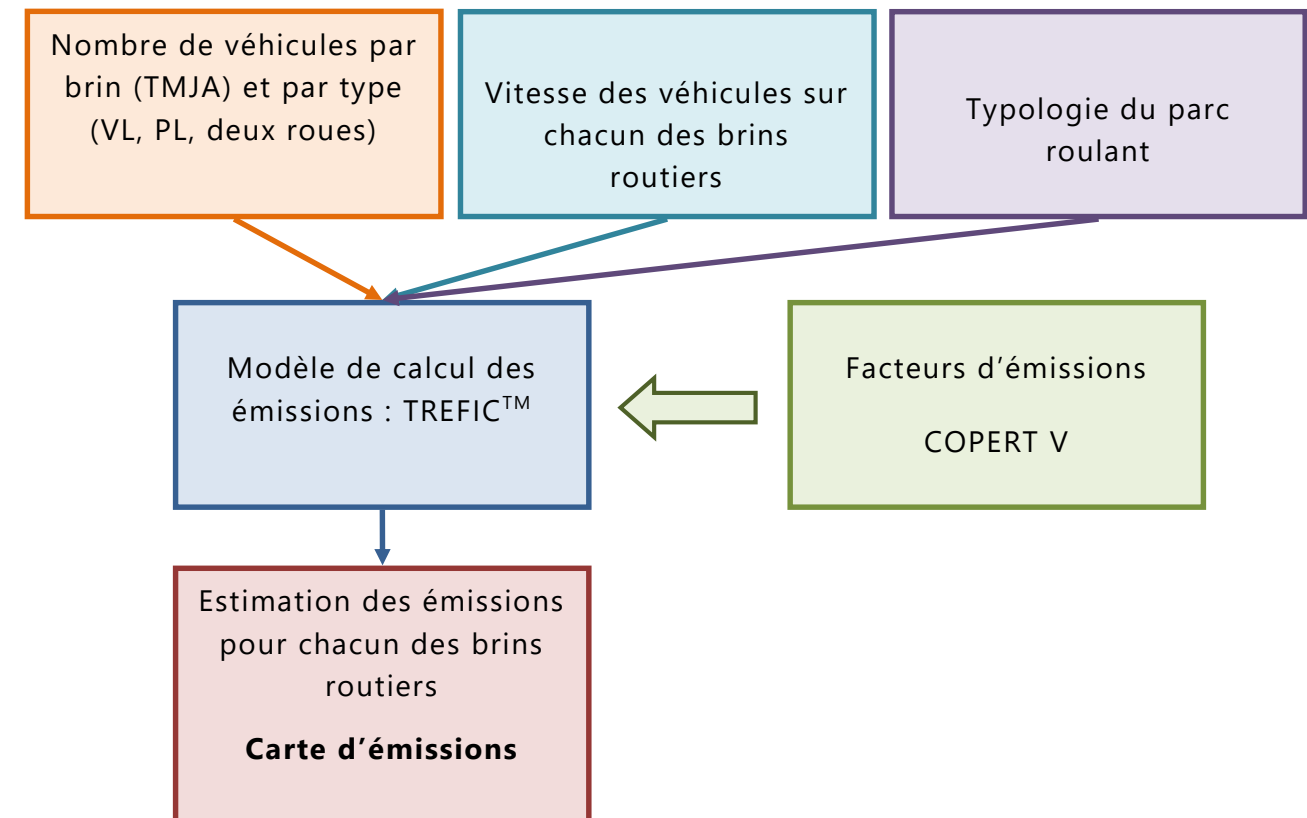 Nombre de véhicules par
brin (TMJA) et par type
(VL, PL, deux roues)
Vitesse des véhicules sur
chacun des brins
routiers
Typologie du parc
roulant
Modèle de calcul des
émissions : TREFIC™
Facteurs d’émissions
COPERT V
Estimation des émissions
pour chacun des brins
routiers
Carte d’émissions